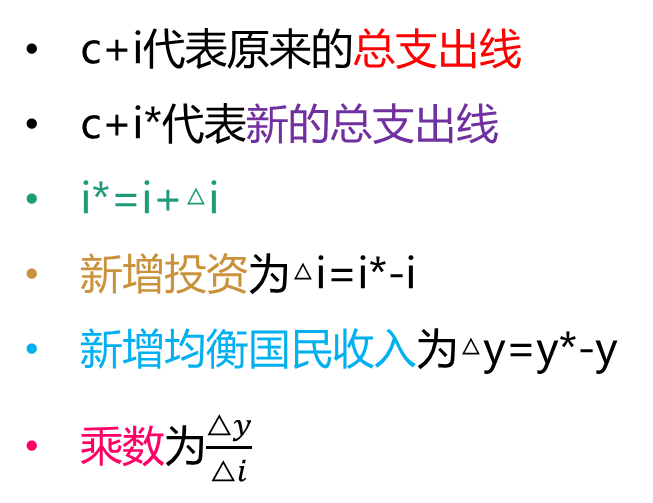 • c+i代表原来的总支出线
• c+i*代表新的总支出线
• i*=i+△i
• 新增投资为△i=i*-i
• 新增均衡国民收入为△y=y*-y
• 乘数为△y/△i